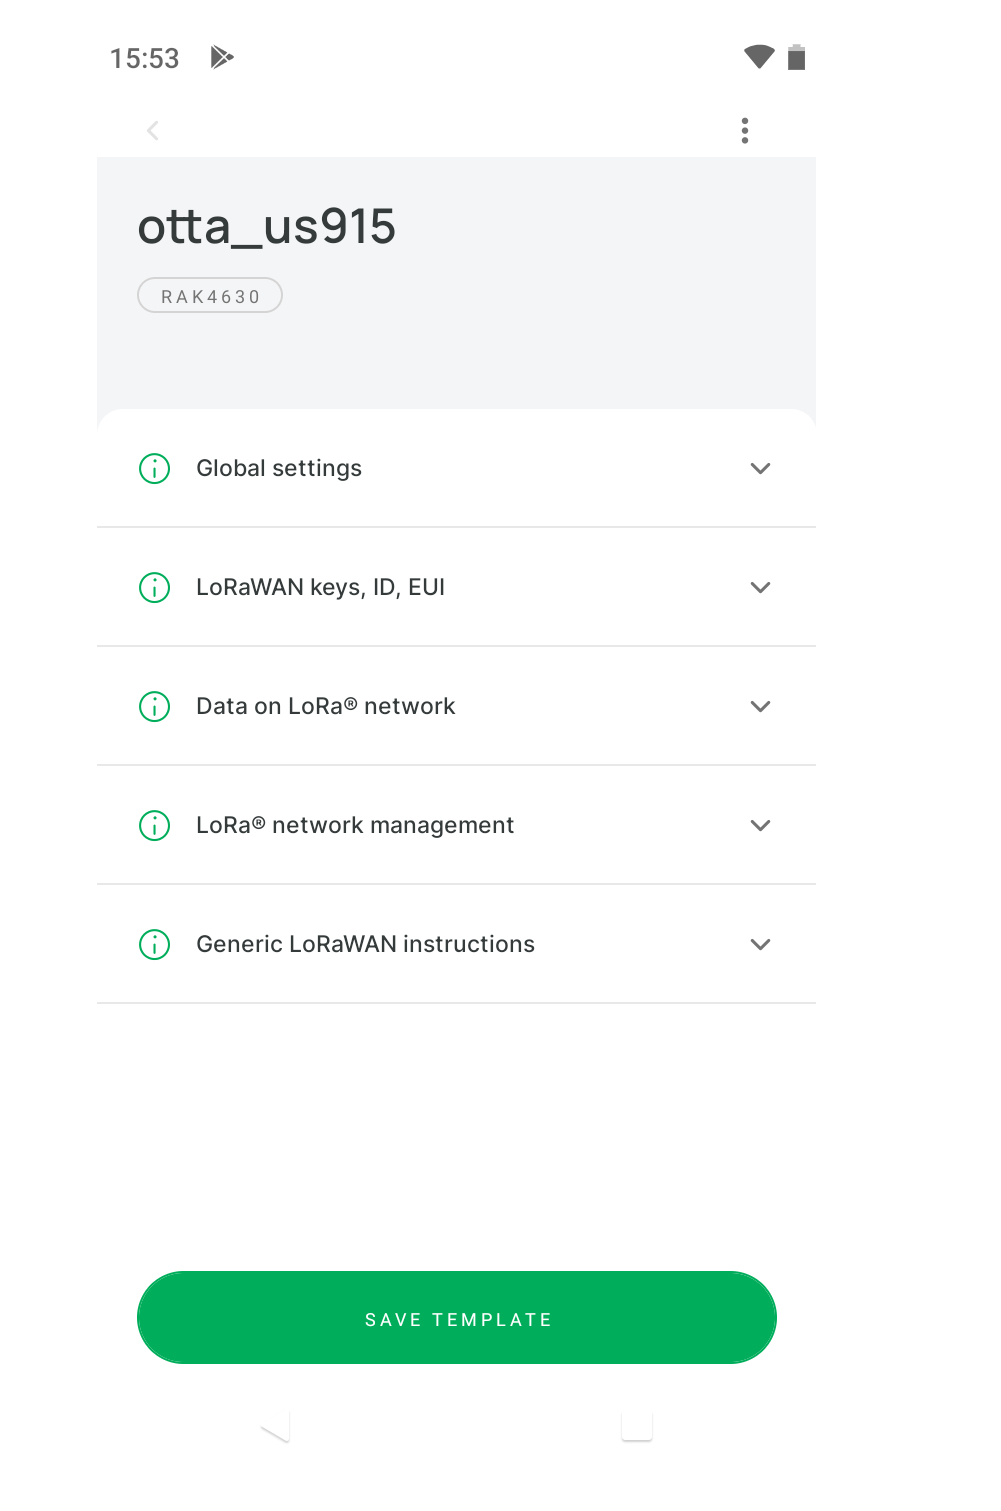 15:53
otta_us915
RAK4630
Global settings
LoRaWAN keys, ID, EUI
Data on LoRa® network
LoRa® network management
Generic LoRaWAN instructions
SAVE TEMPLATE